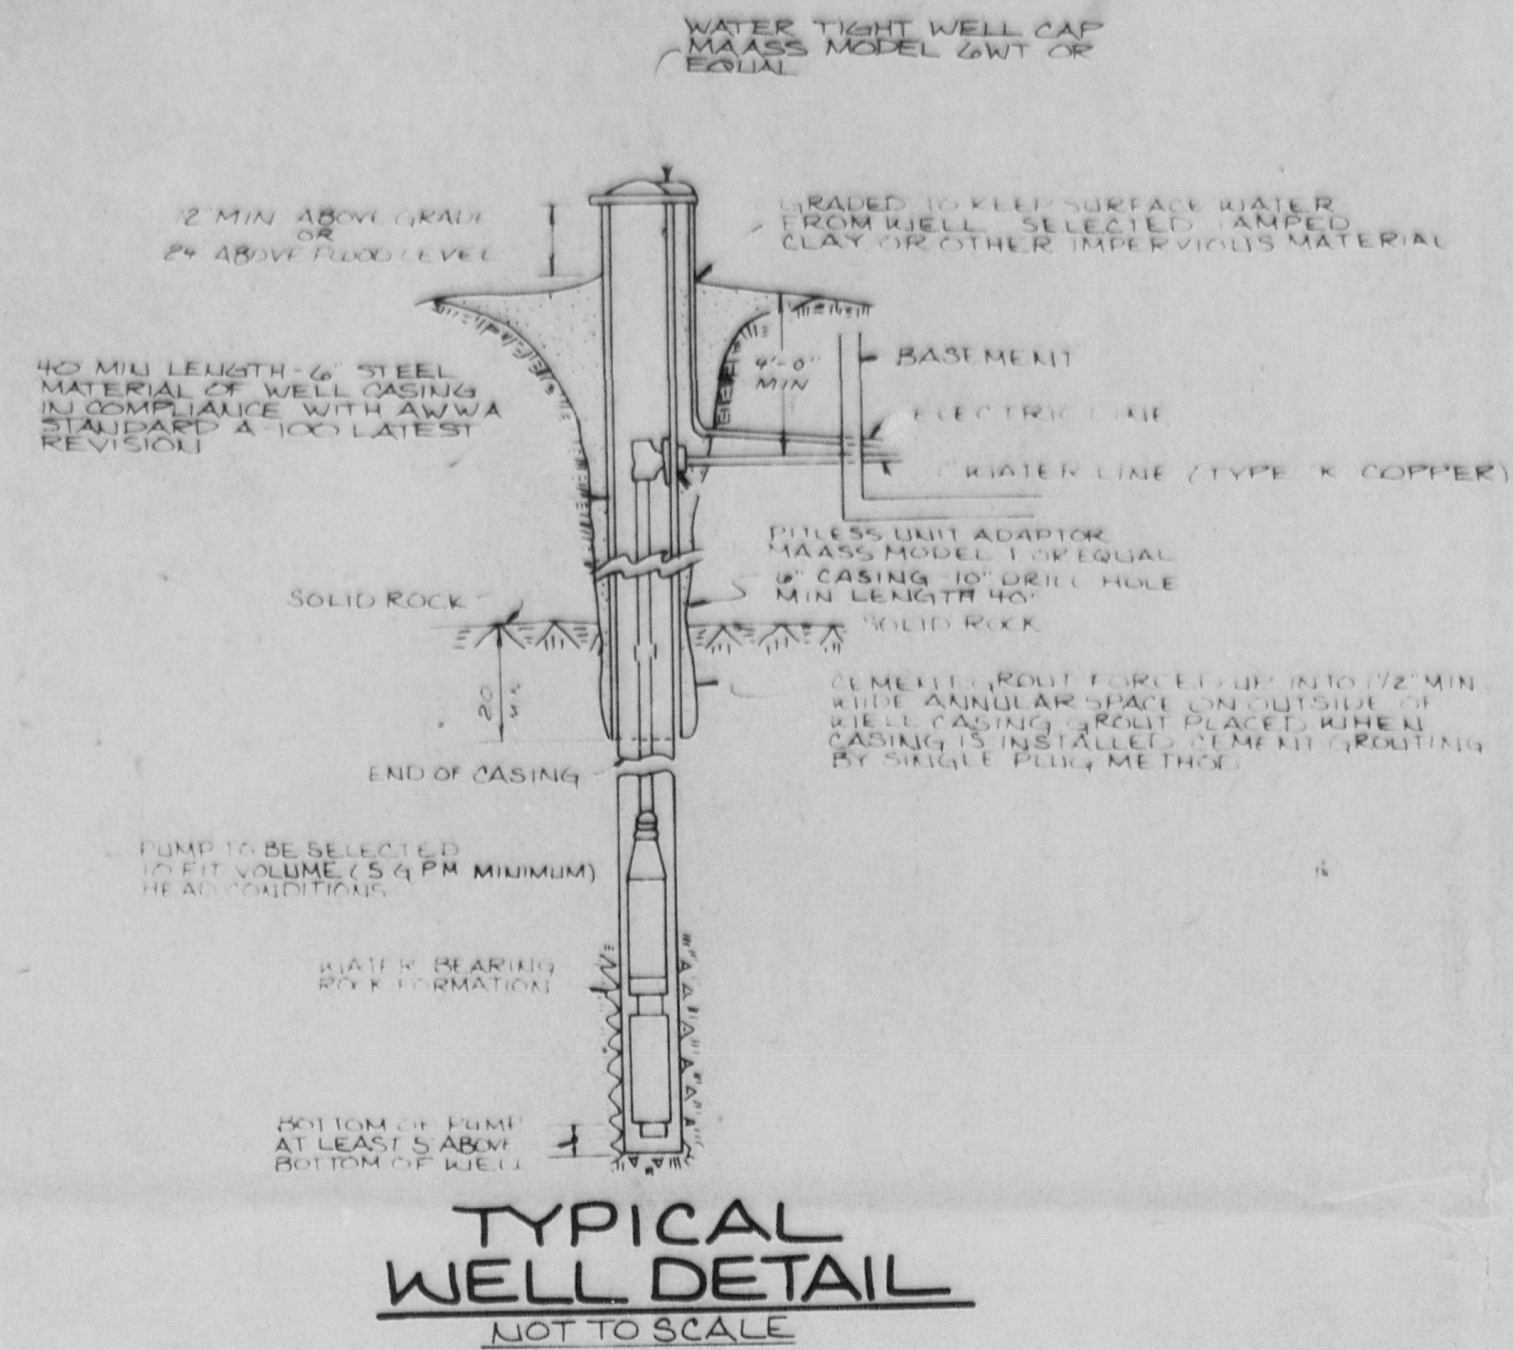 WATER TIGHT WELL CAP
MAASS MODEL 6WT OR
EQUAL
12" MIN ABOVE GRADE
OR
24 ABOVE FLOOD LEVEL
GRADED TO KEEP SURFACE WATER
FROM WELL SELECTED TAMPED
CLAY OR OTHER IMPERVIOUS MATERIAL
40 MIN LENGTH - 6" STEEL
MATERIAL OF WELL CASING
IN COMPLIANCE WITH AWWA
STANDARD A-100 LATEST
REVISION
4'-0"
MIN
BASEMENT
ELECTRIC LINE
1" WATER LINE (TYPE K COPPER)
PITLESS UNIT ADAPTOR
MAASS MODEL 1 OR EQUAL
6" CASING - 10" DRILL HOLE
MIN LENGTH 40'
SOLID ROCK
SOLID ROCK
20
CEMENT GROUT FORCED UP INTO 1 1/2" MIN
WIDE ANNULAR SPACE ON OUTSIDE OF
WELL CASING GROUT PLACED WHEN
CASING IS INSTALLED CEMENT GROUTING
BY SINGLE PLUG METHOD
END OF CASING
PUMP TO BE SELECTED
TO FIT VOLUME (5 GPM MINIMUM)
HEAD CONDITIONS
WATER BEARING
ROCK FORMATION
BOTTOM OF PUMP
AT LEAST 5 ABOVE
BOTTOM OF WELL
TYPICAL
WELL DETAIL
NOT TO SCALE